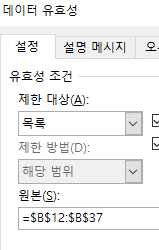 데이터 유효성
설정
설명 메시지
오
유효성 조건
제한 대상(A):
목록
제한 방법(D):
해당 범위
원본(S):
=$B$12:$B$37